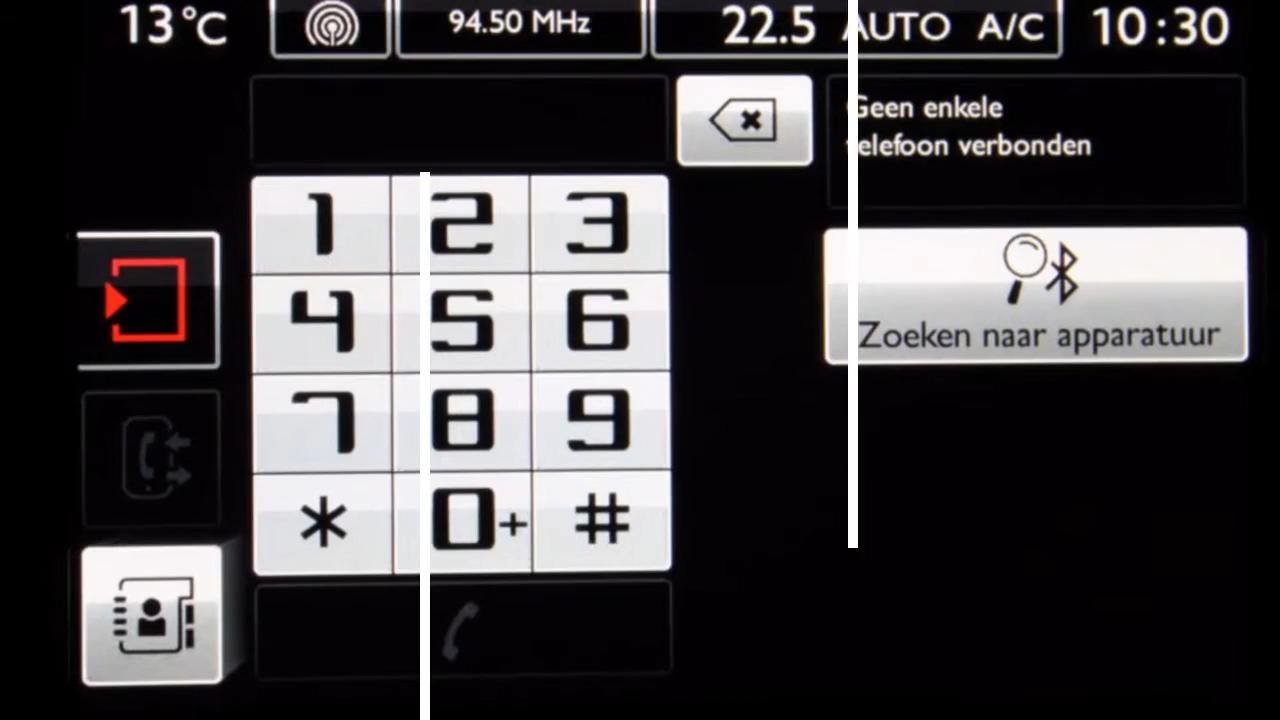 13°C 94.50 MHz 22.5 AUTO A/C 10:30
Geen enkele
telefoon verbonden
1 2 3
4 5 6
7 8 9
* 0+ #
Zoeken naar apparatuur